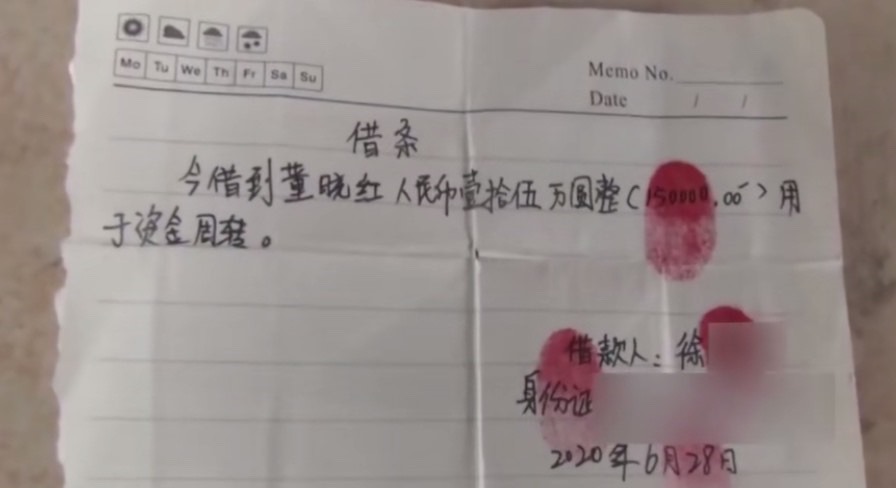 Mo Tu We Th Fr Sa Su
Memo No.
Date / /
借条
今借到董晓红人民币壹拾伍万圆整(150000.00)用
于资金周转。
借款人:徐
身份证
2020年6月28日